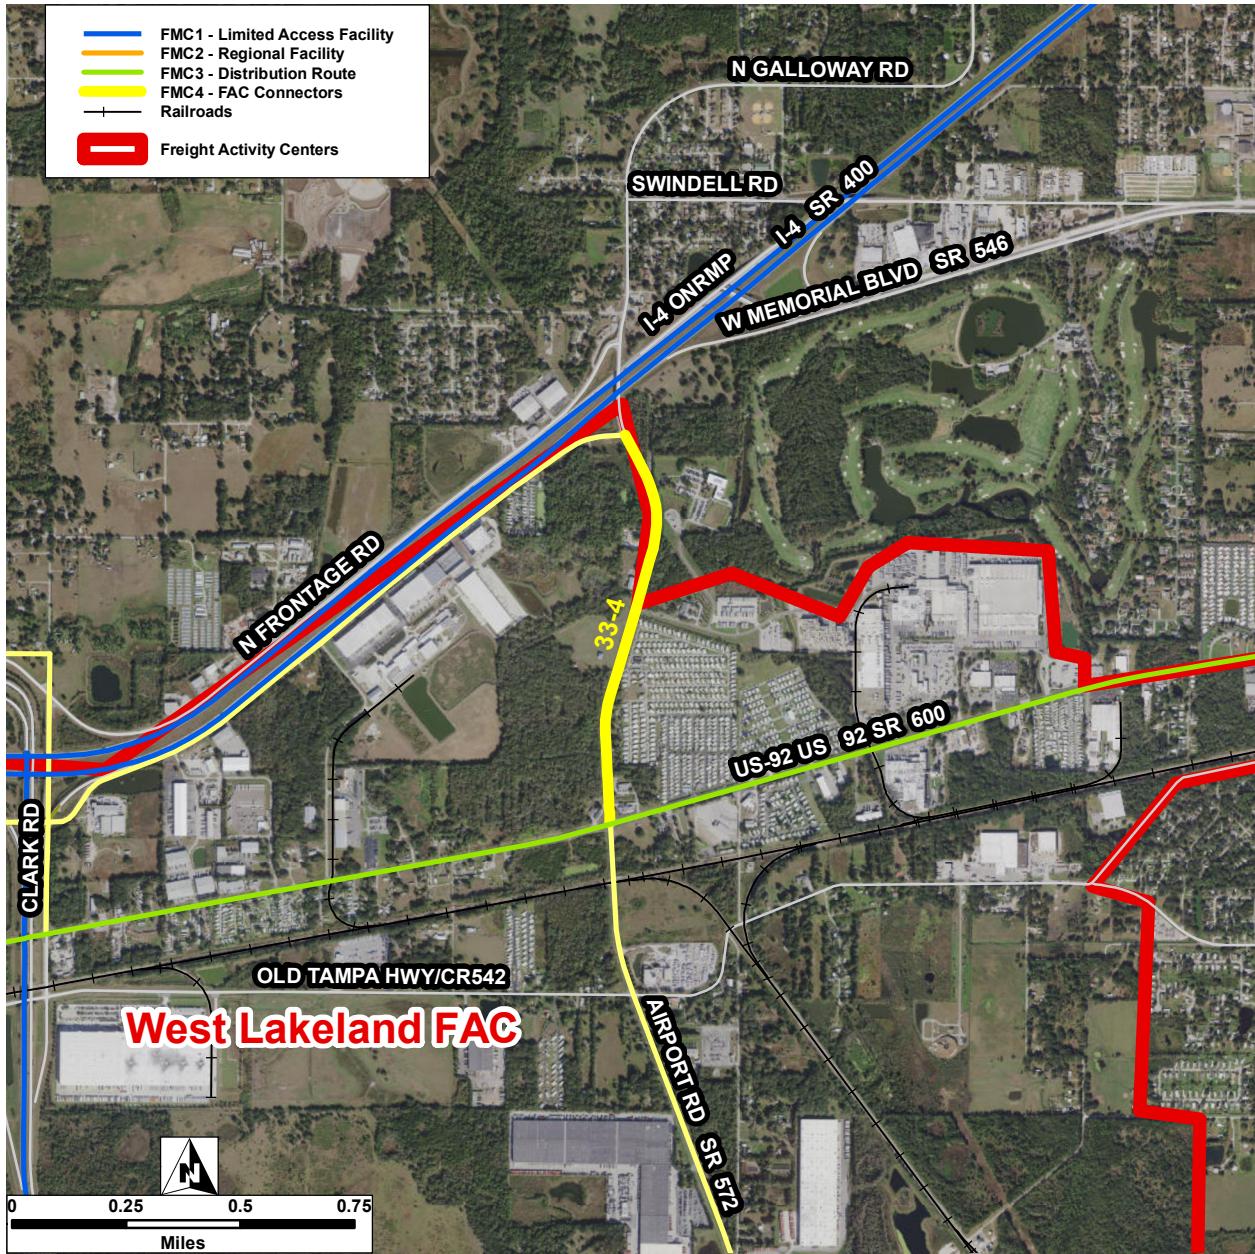 FMC1 - Limited Access Facility
FMC2 - Regional Facility
FMC3 - Distribution Route
FMC4 - FAC Connectors
Railroads
Freight Activity Centers
N GALLOWAY RD
SWINDELL RD
I-4 SR 400
I-4 ONRMP
W MEMORIAL BLVD SR 546
N FRONTAGE RD
33-4
US-92 US 92 SR 600
CLARK RD
OLD TAMPA HWY/CR542
West Lakeland FAC
AIRPORT RD SR 572
N
0 0.25 0.5 0.75
Miles